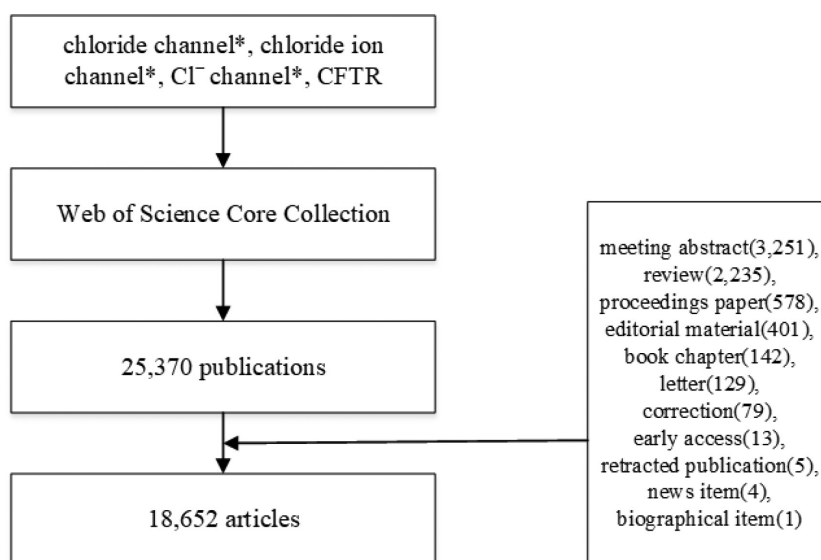 chloride channel*, chloride ion
channel*, Cl⁻ channel*, CFTR
Web of Science Core Collection
25,370 publications
meeting abstract(3,251),
review(2,235),
proceedings paper(578),
editorial material(401),
book chapter(142),
letter(129),
correction(79),
early access(13),
retracted publication(5),
news item(4),
biographical item(1)
18,652 articles